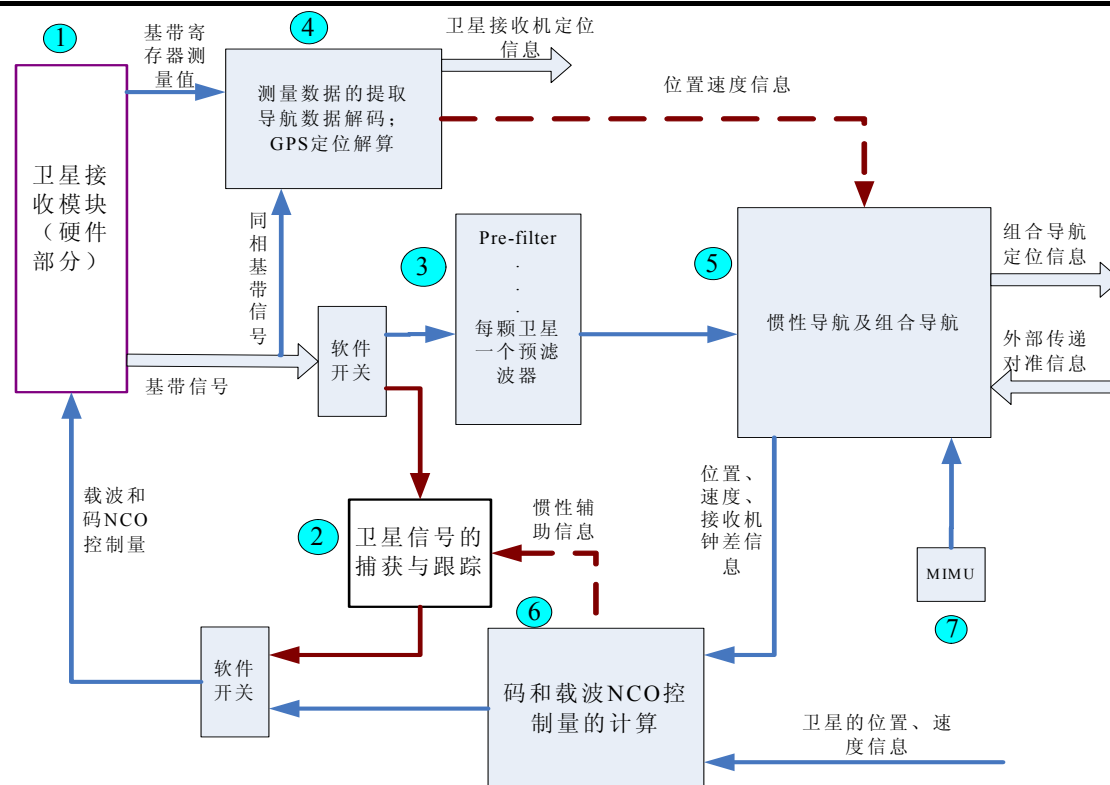 1
基带寄
存器测
量值
4
卫星接收机定位
信息
测量数据的提取
导航数据解码；
GPS定位解算
位置速度信息
卫星接
收模块
（硬件
部分）
同
相
基
带
信
号
3
Pre-filter
.
.
.
每颗卫星
一个预滤
波器
5
惯性导航及组合导航
组合导航
定位信息
外部传递
对准信息
软件
开关
基带信号
载波和
码NCO
控制量
2
卫星信号的
捕获与跟踪
惯性辅
助信息
位置、
速度、
接收机
钟差信
息
MIMU
7
6
软件
开关
码和载波NCO控
制量的计算
卫星的位置、速
度信息